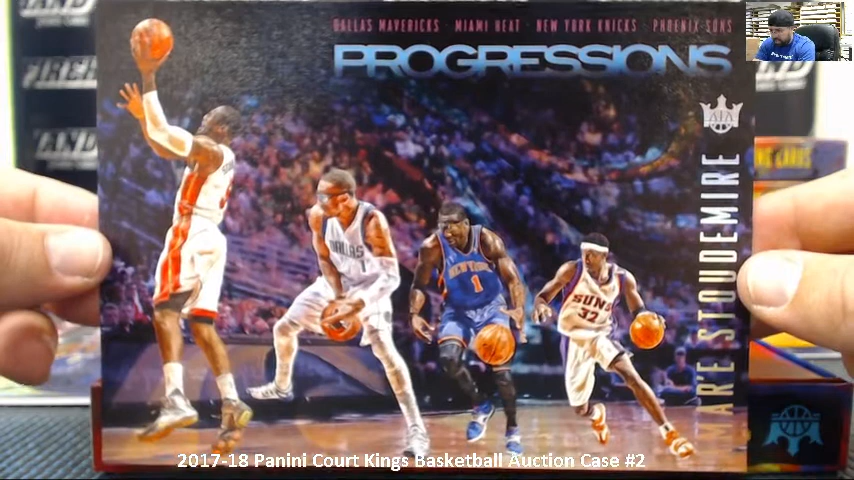 DALLAS MAVERICKS · MIAMI HEAT · NEW YORK KNICKS · PHOENIX SUNS
PROGRESSIONS
AMAR'E STOUDEMIRE
DALLAS
1
NEW YORK
1
SUNS
32
2017-18 Panini Court Kings Basketball Auction Case #2